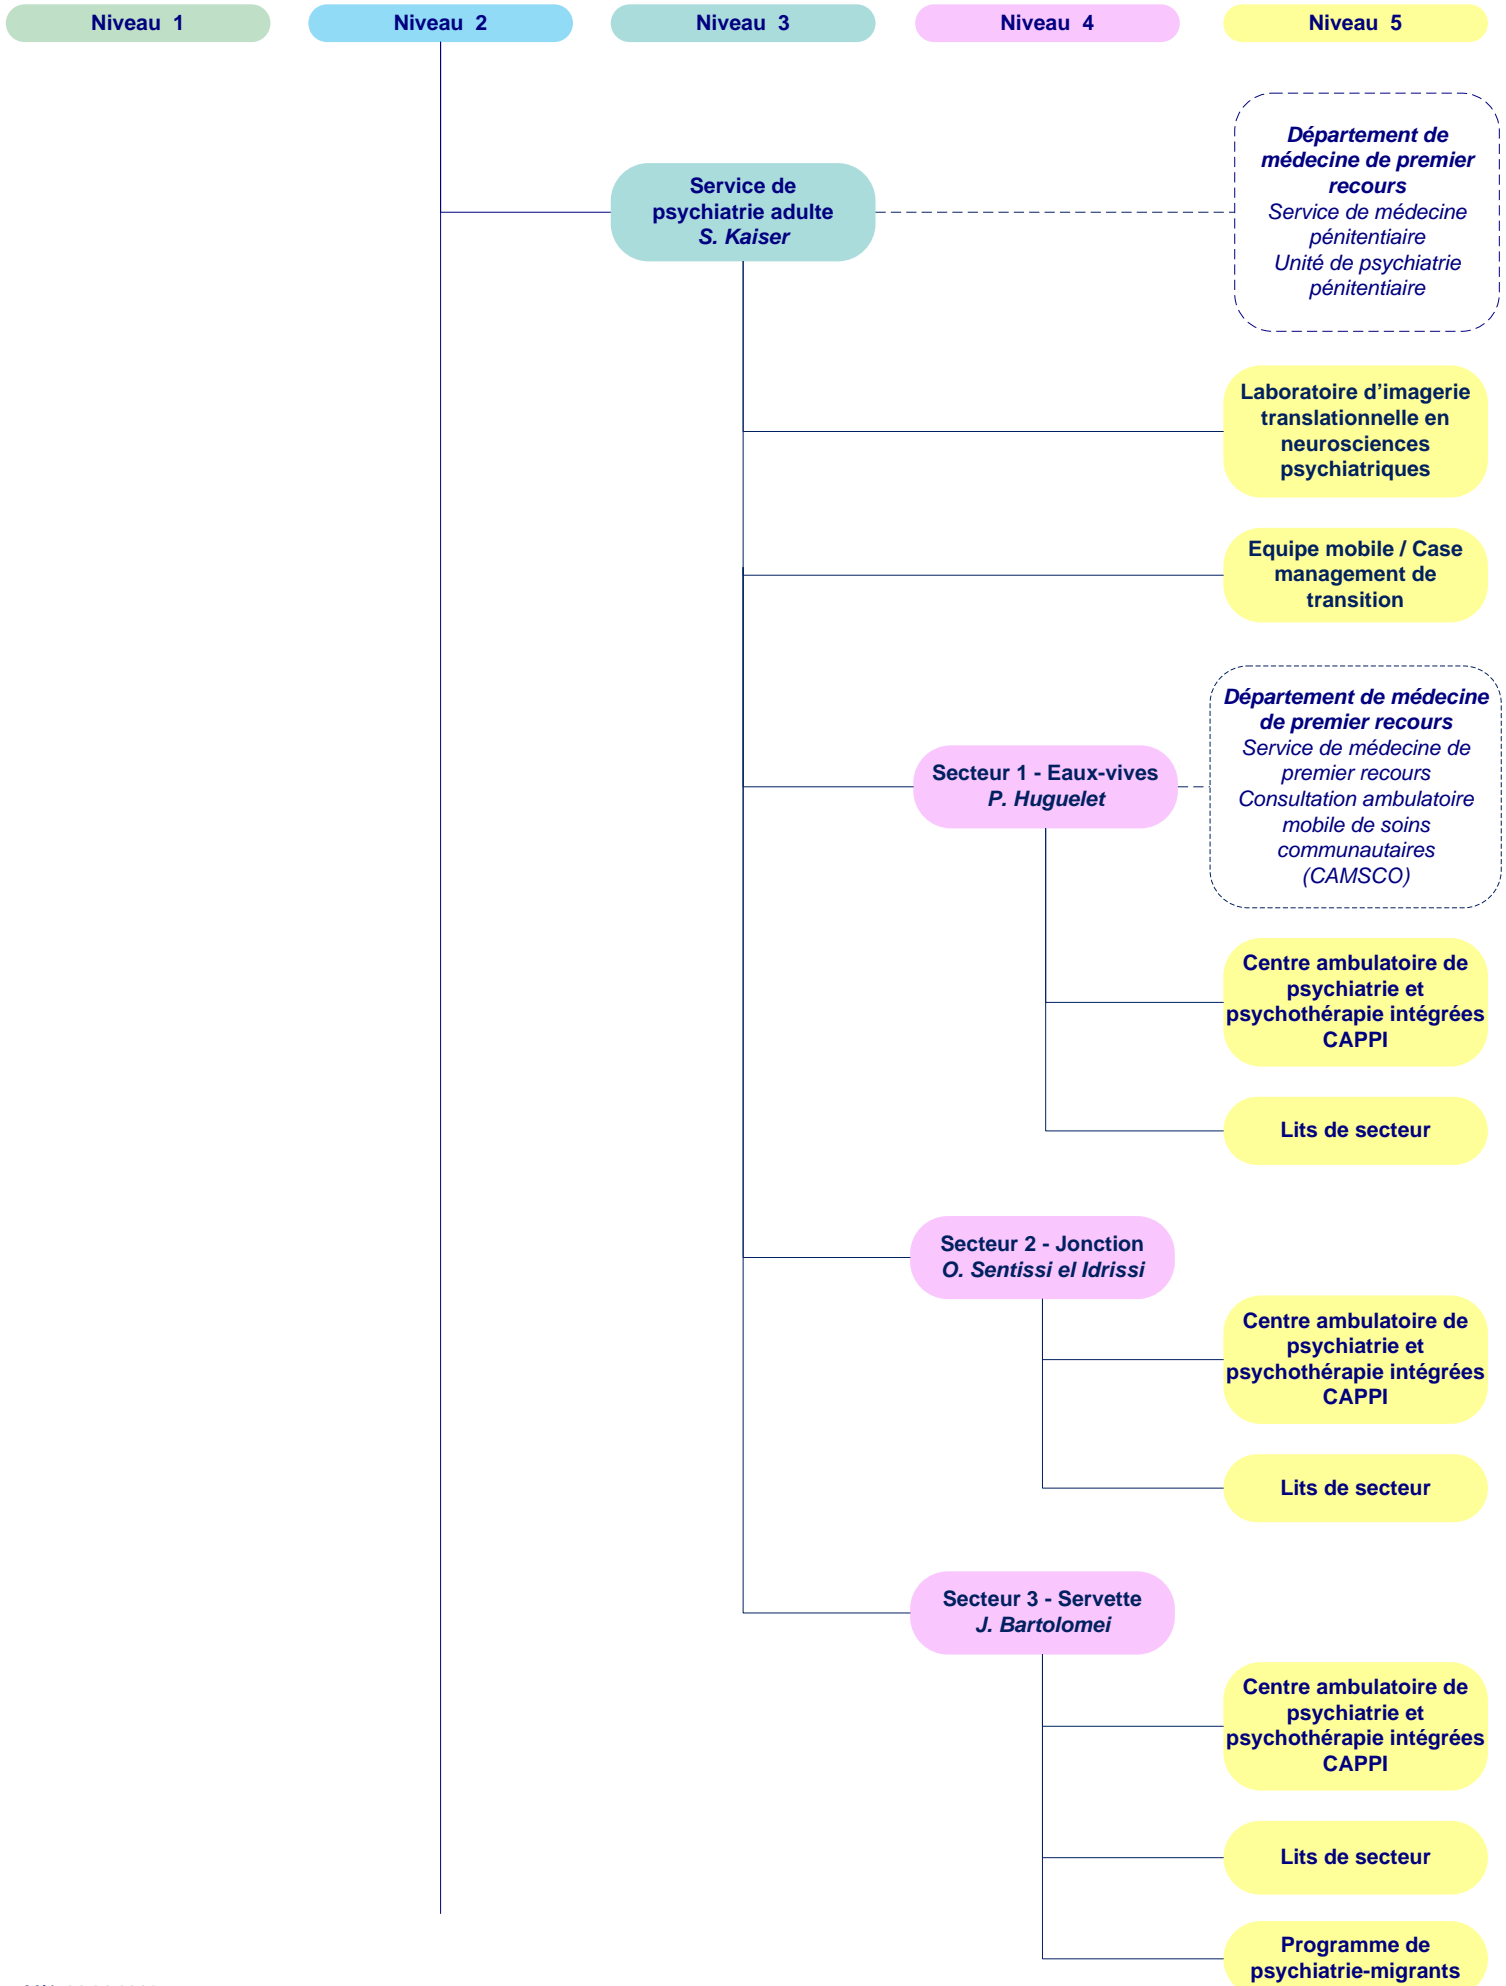 Niveau 1
Niveau 2
Niveau 3
Niveau 4
Niveau 5
Département de
médecine de premier
recours
Service de médecine
pénitentiaire
Unité de psychiatrie
pénitentiaire
Service de
psychiatrie adulte
S. Kaiser
Laboratoire d’imagerie
translationnelle en
neurosciences
psychiatriques
Equipe mobile / Case
management de
transition
Secteur 1 - Eaux-vives
P. Huguelet
Département de médecine
de premier recours
Service de médecine de
premier recours
Consultation ambulatoire
mobile de soins
communautaires
(CAMSCO)
Centre ambulatoire de
psychiatrie et
psychothérapie intégrées
CAPPI
Lits de secteur
Secteur 2 - Jonction
O. Sentissi el Idrissi
Centre ambulatoire de
psychiatrie et
psychothérapie intégrées
CAPPI
Lits de secteur
Secteur 3 - Servette
J. Bartolomei
Centre ambulatoire de
psychiatrie et
psychothérapie intégrées
CAPPI
Lits de secteur
Programme de
psychiatrie-migrants